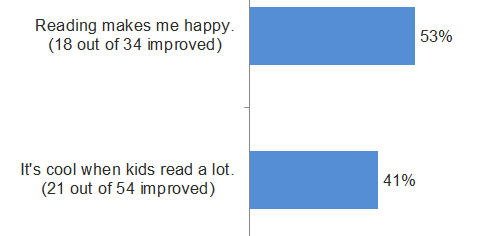 Reading makes me happy.
(18 out of 34 improved)
53%
It's cool when kids read a lot.
(21 out of 54 improved)
41%